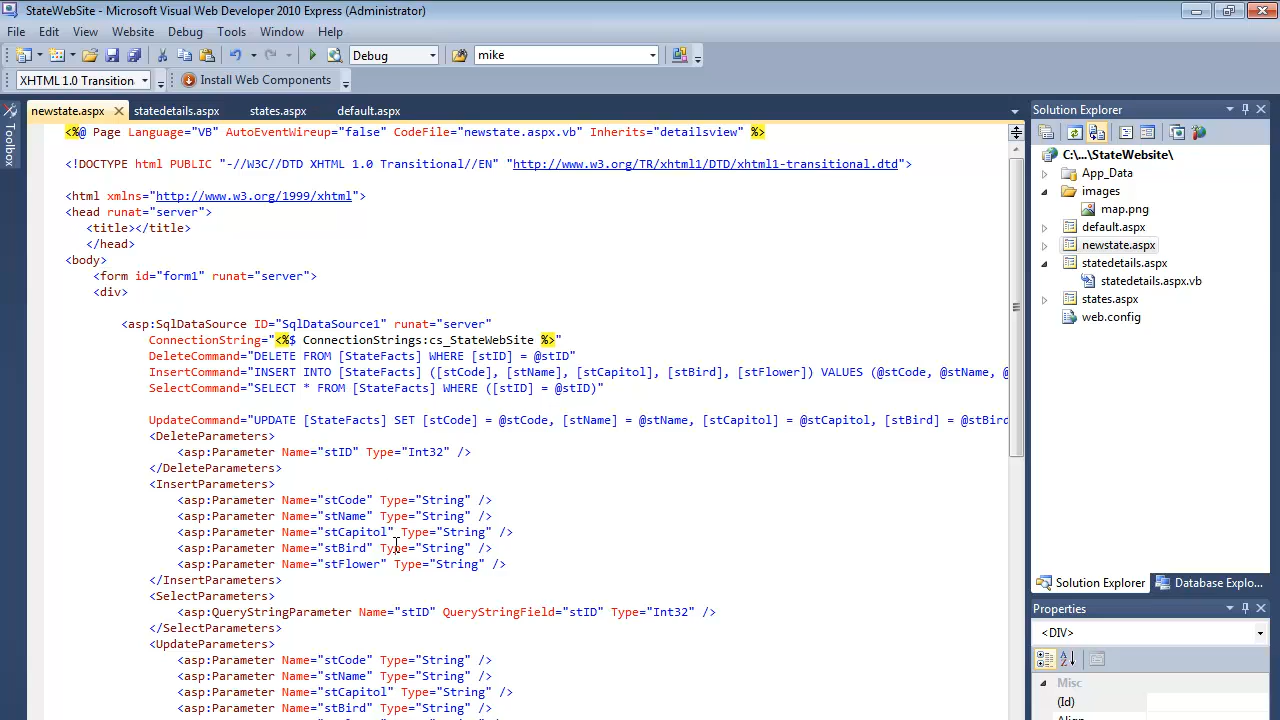 StateWebSite - Microsoft Visual Web Developer 2010 Express (Administrator)
File Edit View Website Debug Tools Window Help
Debug mike
XHTML 1.0 Transition Install Web Components
newstate.aspx statedetails.aspx states.aspx default.aspx
Toolbox
<%@ Page Language="VB" AutoEventWireup="false" CodeFile="newstate.aspx.vb" Inherits="detailsview" %>
<!DOCTYPE html PUBLIC "-//W3C//DTD XHTML 1.0 Transitional//EN" "http://www.w3.org/TR/xhtml1/DTD/xhtml1-transitional.dtd">
<html xmlns="http://www.w3.org/1999/xhtml">
<head runat="server">
<title></title>
</head>
<body>
<form id="form1" runat="server">
<div>
<asp:SqlDataSource ID="SqlDataSource1" runat="server"
ConnectionString="<%$ ConnectionStrings:cs_StateWebSite %>"
DeleteCommand="DELETE FROM [StateFacts] WHERE [stID] = @stID"
InsertCommand="INSERT INTO [StateFacts] ([stCode], [stName], [stCapitol], [stBird], [stFlower]) VALUES (@stCode, @stName, @
SelectCommand="SELECT * FROM [StateFacts] WHERE ([stID] = @stID)"
UpdateCommand="UPDATE [StateFacts] SET [stCode] = @stCode, [stName] = @stName, [stCapitol] = @stCapitol, [stBird] = @stBird
<DeleteParameters>
<asp:Parameter Name="stID" Type="Int32" />
</DeleteParameters>
<InsertParameters>
<asp:Parameter Name="stCode" Type="String" />
<asp:Parameter Name="stName" Type="String" />
<asp:Parameter Name="stCapitol" Type="String" />
<asp:Parameter Name="stBird" Type="String" />
<asp:Parameter Name="stFlower" Type="String" />
</InsertParameters>
<SelectParameters>
<asp:QueryStringParameter Name="stID" QueryStringField="stID" Type="Int32" />
</SelectParameters>
<UpdateParameters>
<asp:Parameter Name="stCode" Type="String" />
<asp:Parameter Name="stName" Type="String" />
<asp:Parameter Name="stCapitol" Type="String" />
<asp:Parameter Name="stBird" Type="String" />
Solution Explorer
C:\...\StateWebsite\
App_Data
images
map.png
default.aspx
newstate.aspx
statedetails.aspx
statedetails.aspx.vb
states.aspx
web.config
Solution Explorer Database Explo...
Properties
<DIV>
Misc
(Id)